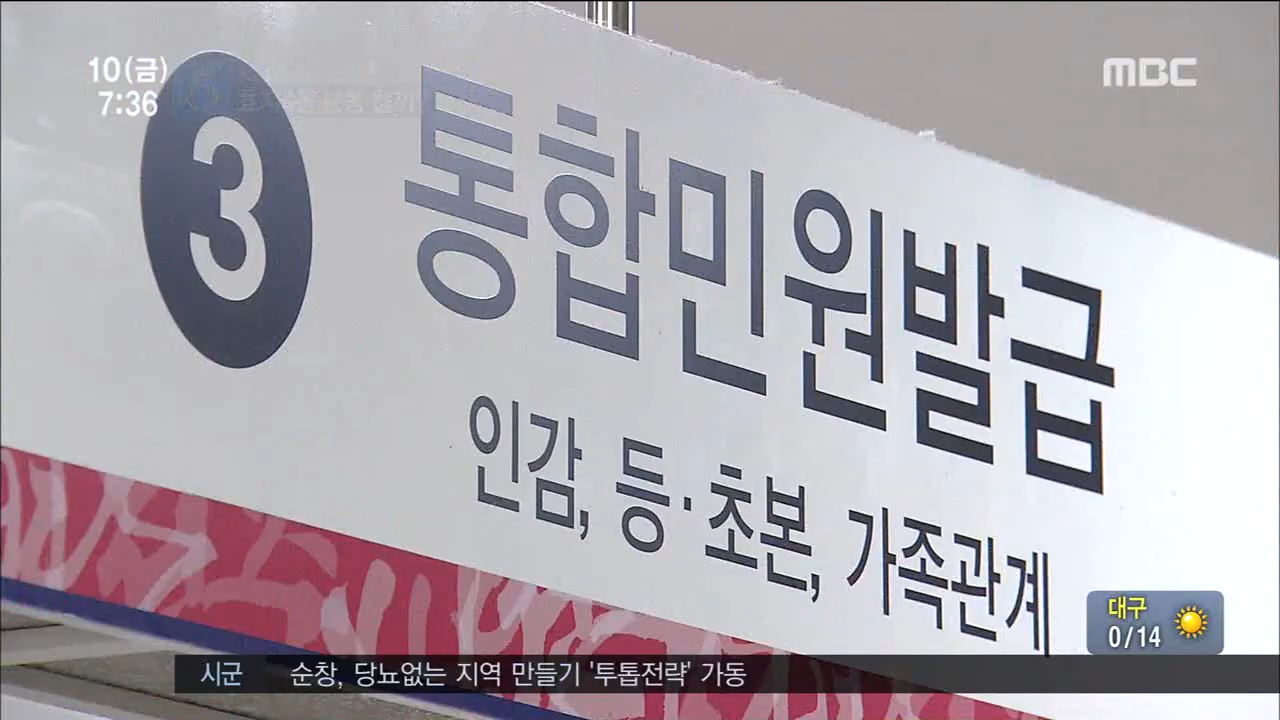 10(금)
7:36
MBC
3
통합민원발급
인감, 등·초본, 가족관계
대구
0/14
시군 순창, 당뇨없는 지역 만들기 '투톱전략' 가동